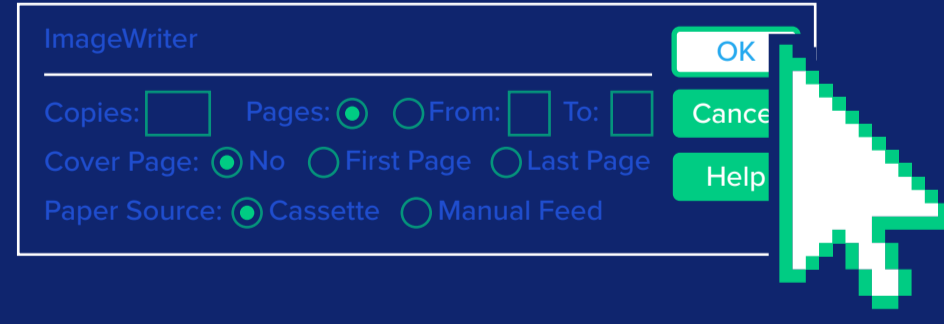 ImageWriter
OK
Copies: Pages: From: To:
Cance
Cover Page: No First Page Last Page
Help
Paper Source: Cassette Manual Feed